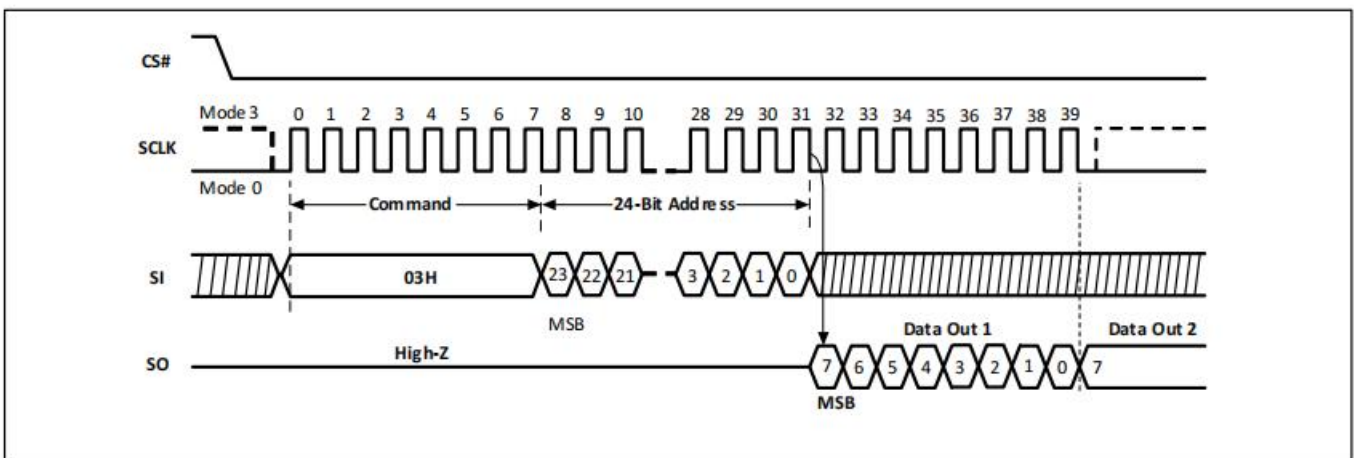 CS#
Mode 3 0 1 2 3 4 5 6 7 8 9 10 28 29 30 31 32 33 34 35 36 37 38 39
SCLK
Mode 0
Command 24-Bit Address
SI 03H 23 22 21 3 2 1 0
MSB
Data Out 1 Data Out 2
High-Z
SO 7 6 5 4 3 2 1 0 7
MSB